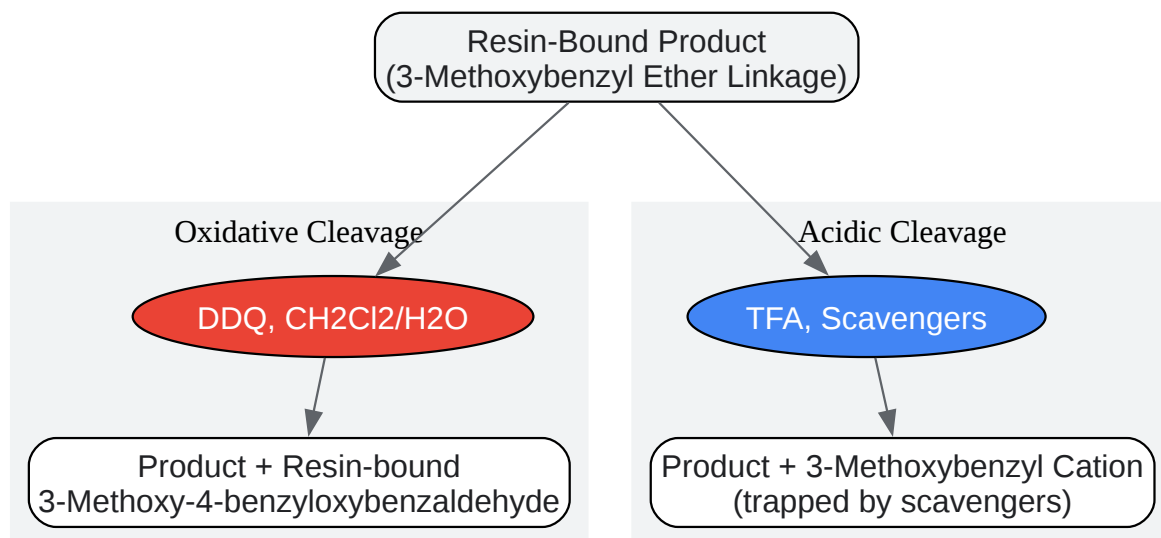 Resin-Bound Product
(3-Methoxybenzyl Ether Linkage)
Oxidative Cleavage
Acidic Cleavage
DDQ, CH2Cl2/H2O
TFA, Scavengers
Product + Resin-bound
3-Methoxy-4-benzyloxybenzaldehyde
Product + 3-Methoxybenzyl Cation
(trapped by scavengers)